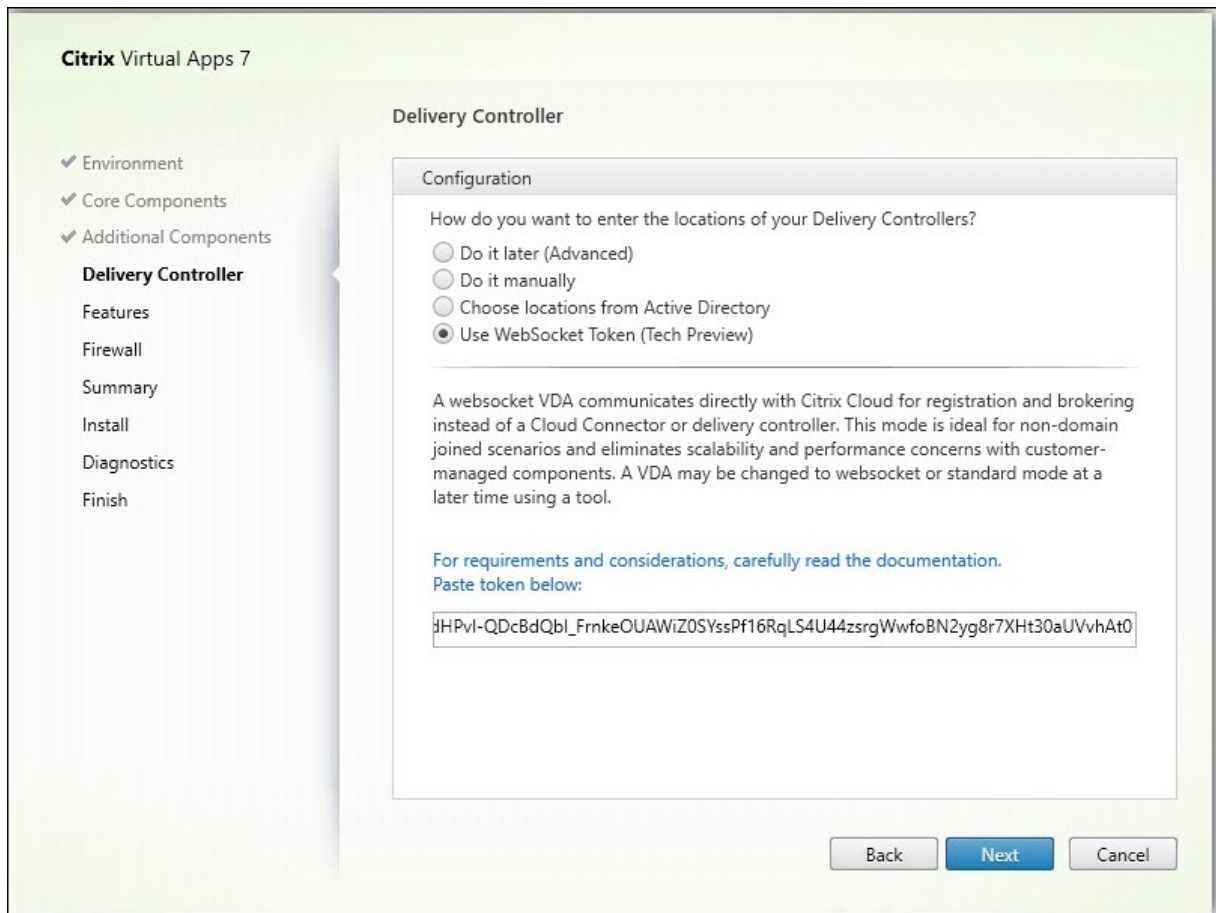 Citrix Virtual Apps 7
Delivery Controller
Environment
Core Components
Additional Components
Delivery Controller
Features
Firewall
Summary
Install
Diagnostics
Finish
Configuration
How do you want to enter the locations of your Delivery Controllers?
Do it later (Advanced)
Do it manually
Choose locations from Active Directory
Use WebSocket Token (Tech Preview)
A websocket VDA communicates directly with Citrix Cloud for registration and brokering
instead of a Cloud Connector or delivery controller. This mode is ideal for non-domain
joined scenarios and eliminates scalability and performance concerns with customer-
managed components. A VDA may be changed to websocket or standard mode at a
later time using a tool.
For requirements and considerations, carefully read the documentation.
Paste token below:
Back
Next
Cancel